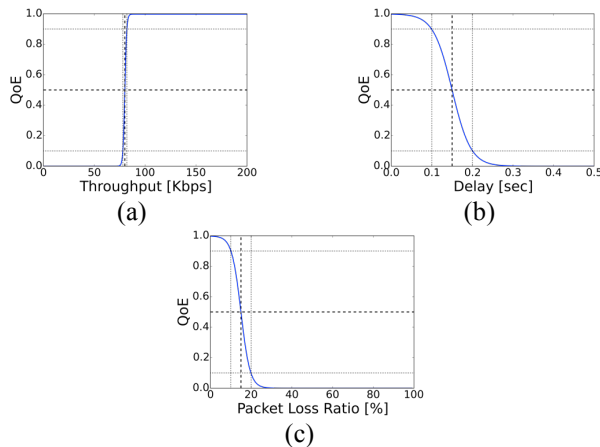 1.0
0.8
0.6
0.4
0.2
0.0
QoE
0 50 100 150 200
Throughput [Kbps]
(a)
1.0
0.8
0.6
0.4
0.2
0.0
QoE
0.0 0.1 0.2 0.3 0.4 0.5
Delay [sec]
(b)
1.0
0.8
0.6
0.4
0.2
0.0
QoE
0 20 40 60 80 100
Packet Loss Ratio [%]
(c)